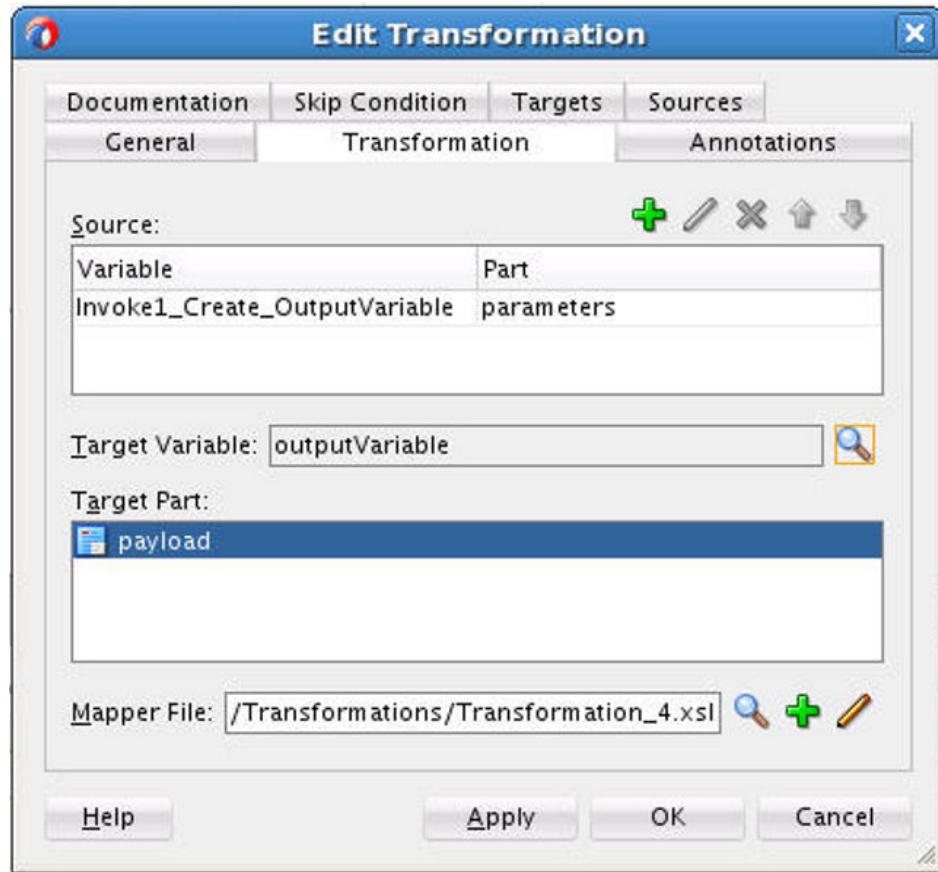 Edit Transformation
Documentation Skip Condition Targets Sources
General Transformation Annotations
Source:
Variable Part
Invoke1_Create_OutputVariable parameters
Target Variable: outputVariable
Target Part:
payload
Mapper File: /Transformations/Transformation_4.xsl
Help Apply OK Cancel